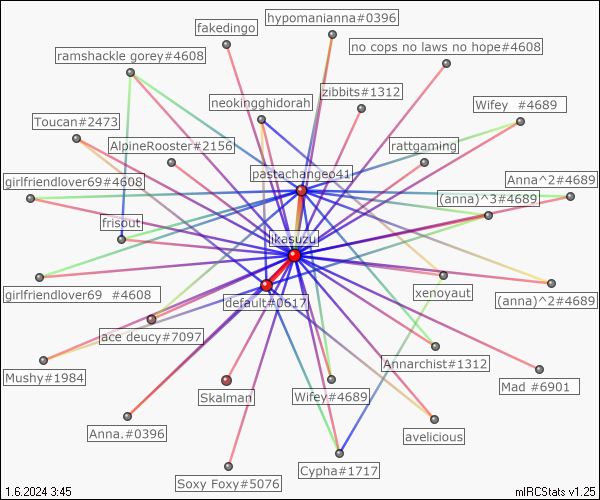 hypomanianna#0396
fakedingo
no cops no laws no hope#4608
ramshackle gorey#4608
zibbits#1312
neokingghidorah
Wifey #4689
Toucan#2473
AlpineRooster#2156
rattgaming
pastachangeo41
girlfriendlover69#4608
Anna^2#4689
(anna)^3#4689
frisout
ikasuzu
girlfriendlover69 #4608
default#0617
xenoyaut
(anna)^2#4689
ace deucy#7097
Annarchist#1312
Mushy#1984
Mad #6901
Skalman
Wifey#4689
Anna.#0396
avelicious
Soxy Foxy#5076
Cypha#1717
1.6.2024 3:45
mIRCStats v1.25